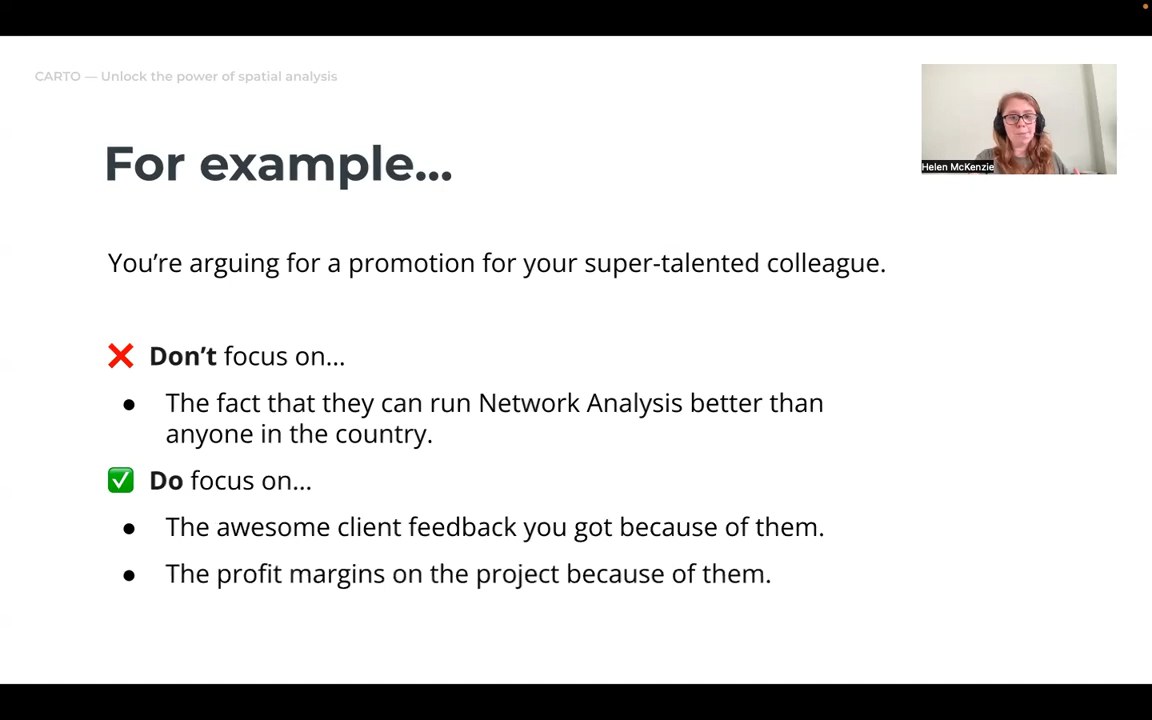 CARTO — Unlock the power of spatial analysis
Helen McKenzie
For example...
You’re arguing for a promotion for your super-talented colleague.
❌ Don’t focus on...
● The fact that they can run Network Analysis better than
anyone in the country.
✅ Do focus on...
● The awesome client feedback you got because of them.
● The profit margins on the project because of them.